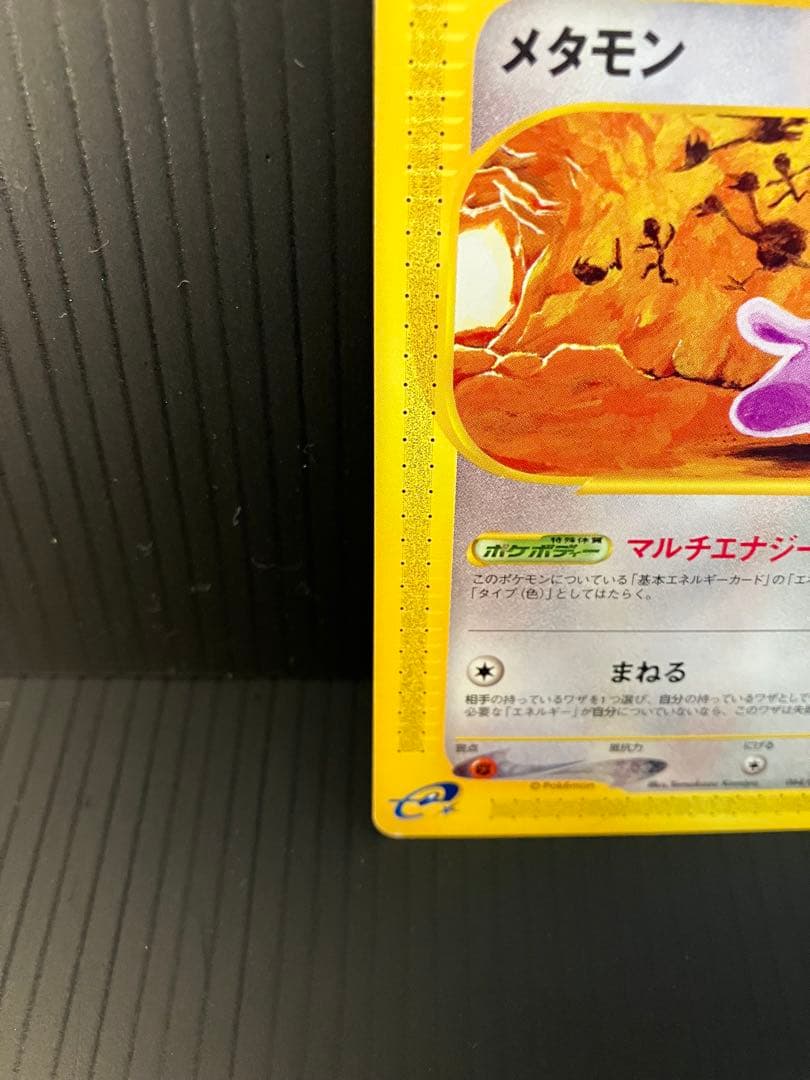 メタモン
特殊体質
ポケボディー マルチエナジー
このポケモンについている「基本エネルギーカード」の「エネ
「タイプ(色)」としてはたらく。
まねる
相手の持っているワザを1つ選び、自分の持っているワザとして
必要な「エネルギー」が自分についていないなら、このワザは失敗
弱点 抵抗力 にげる
© Pokémon